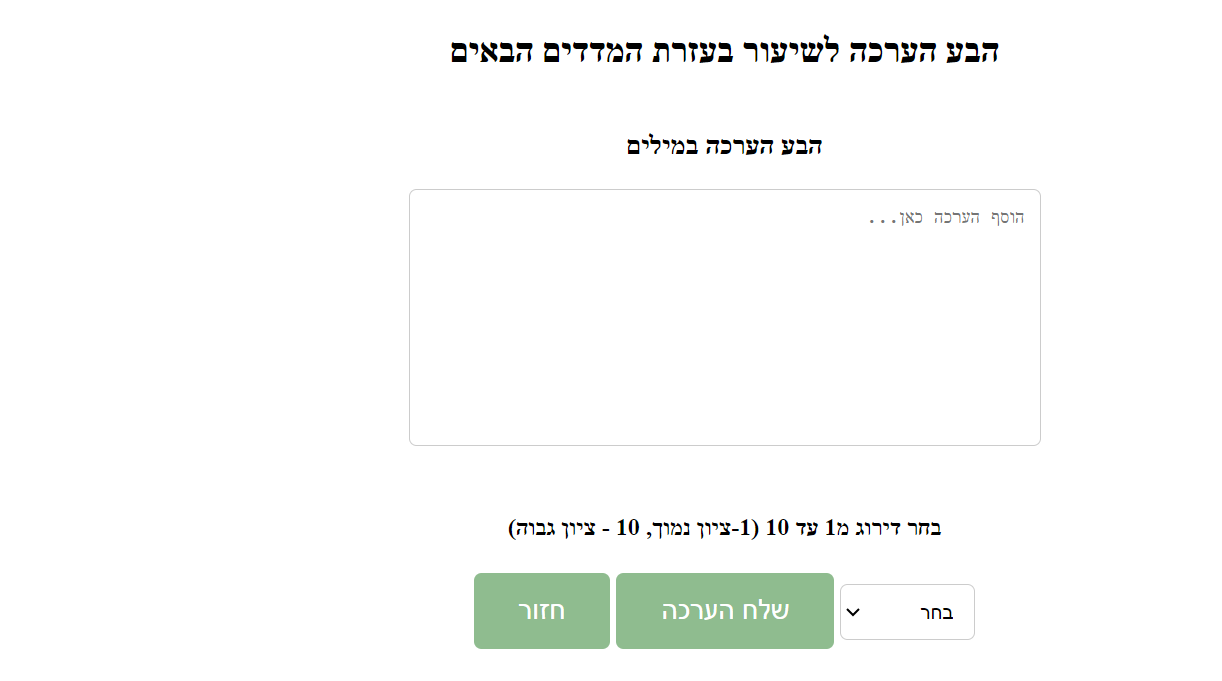 הבע הערכה לשיעור בעזרת המדדים הבאים
הבע הערכה במילים
הוסף הערכה כאן...
בחר דירוג מ1 עד 10 (1-ציון נמוך, 10 - ציון גבוה)
בחר
שלח הערכה
חזור